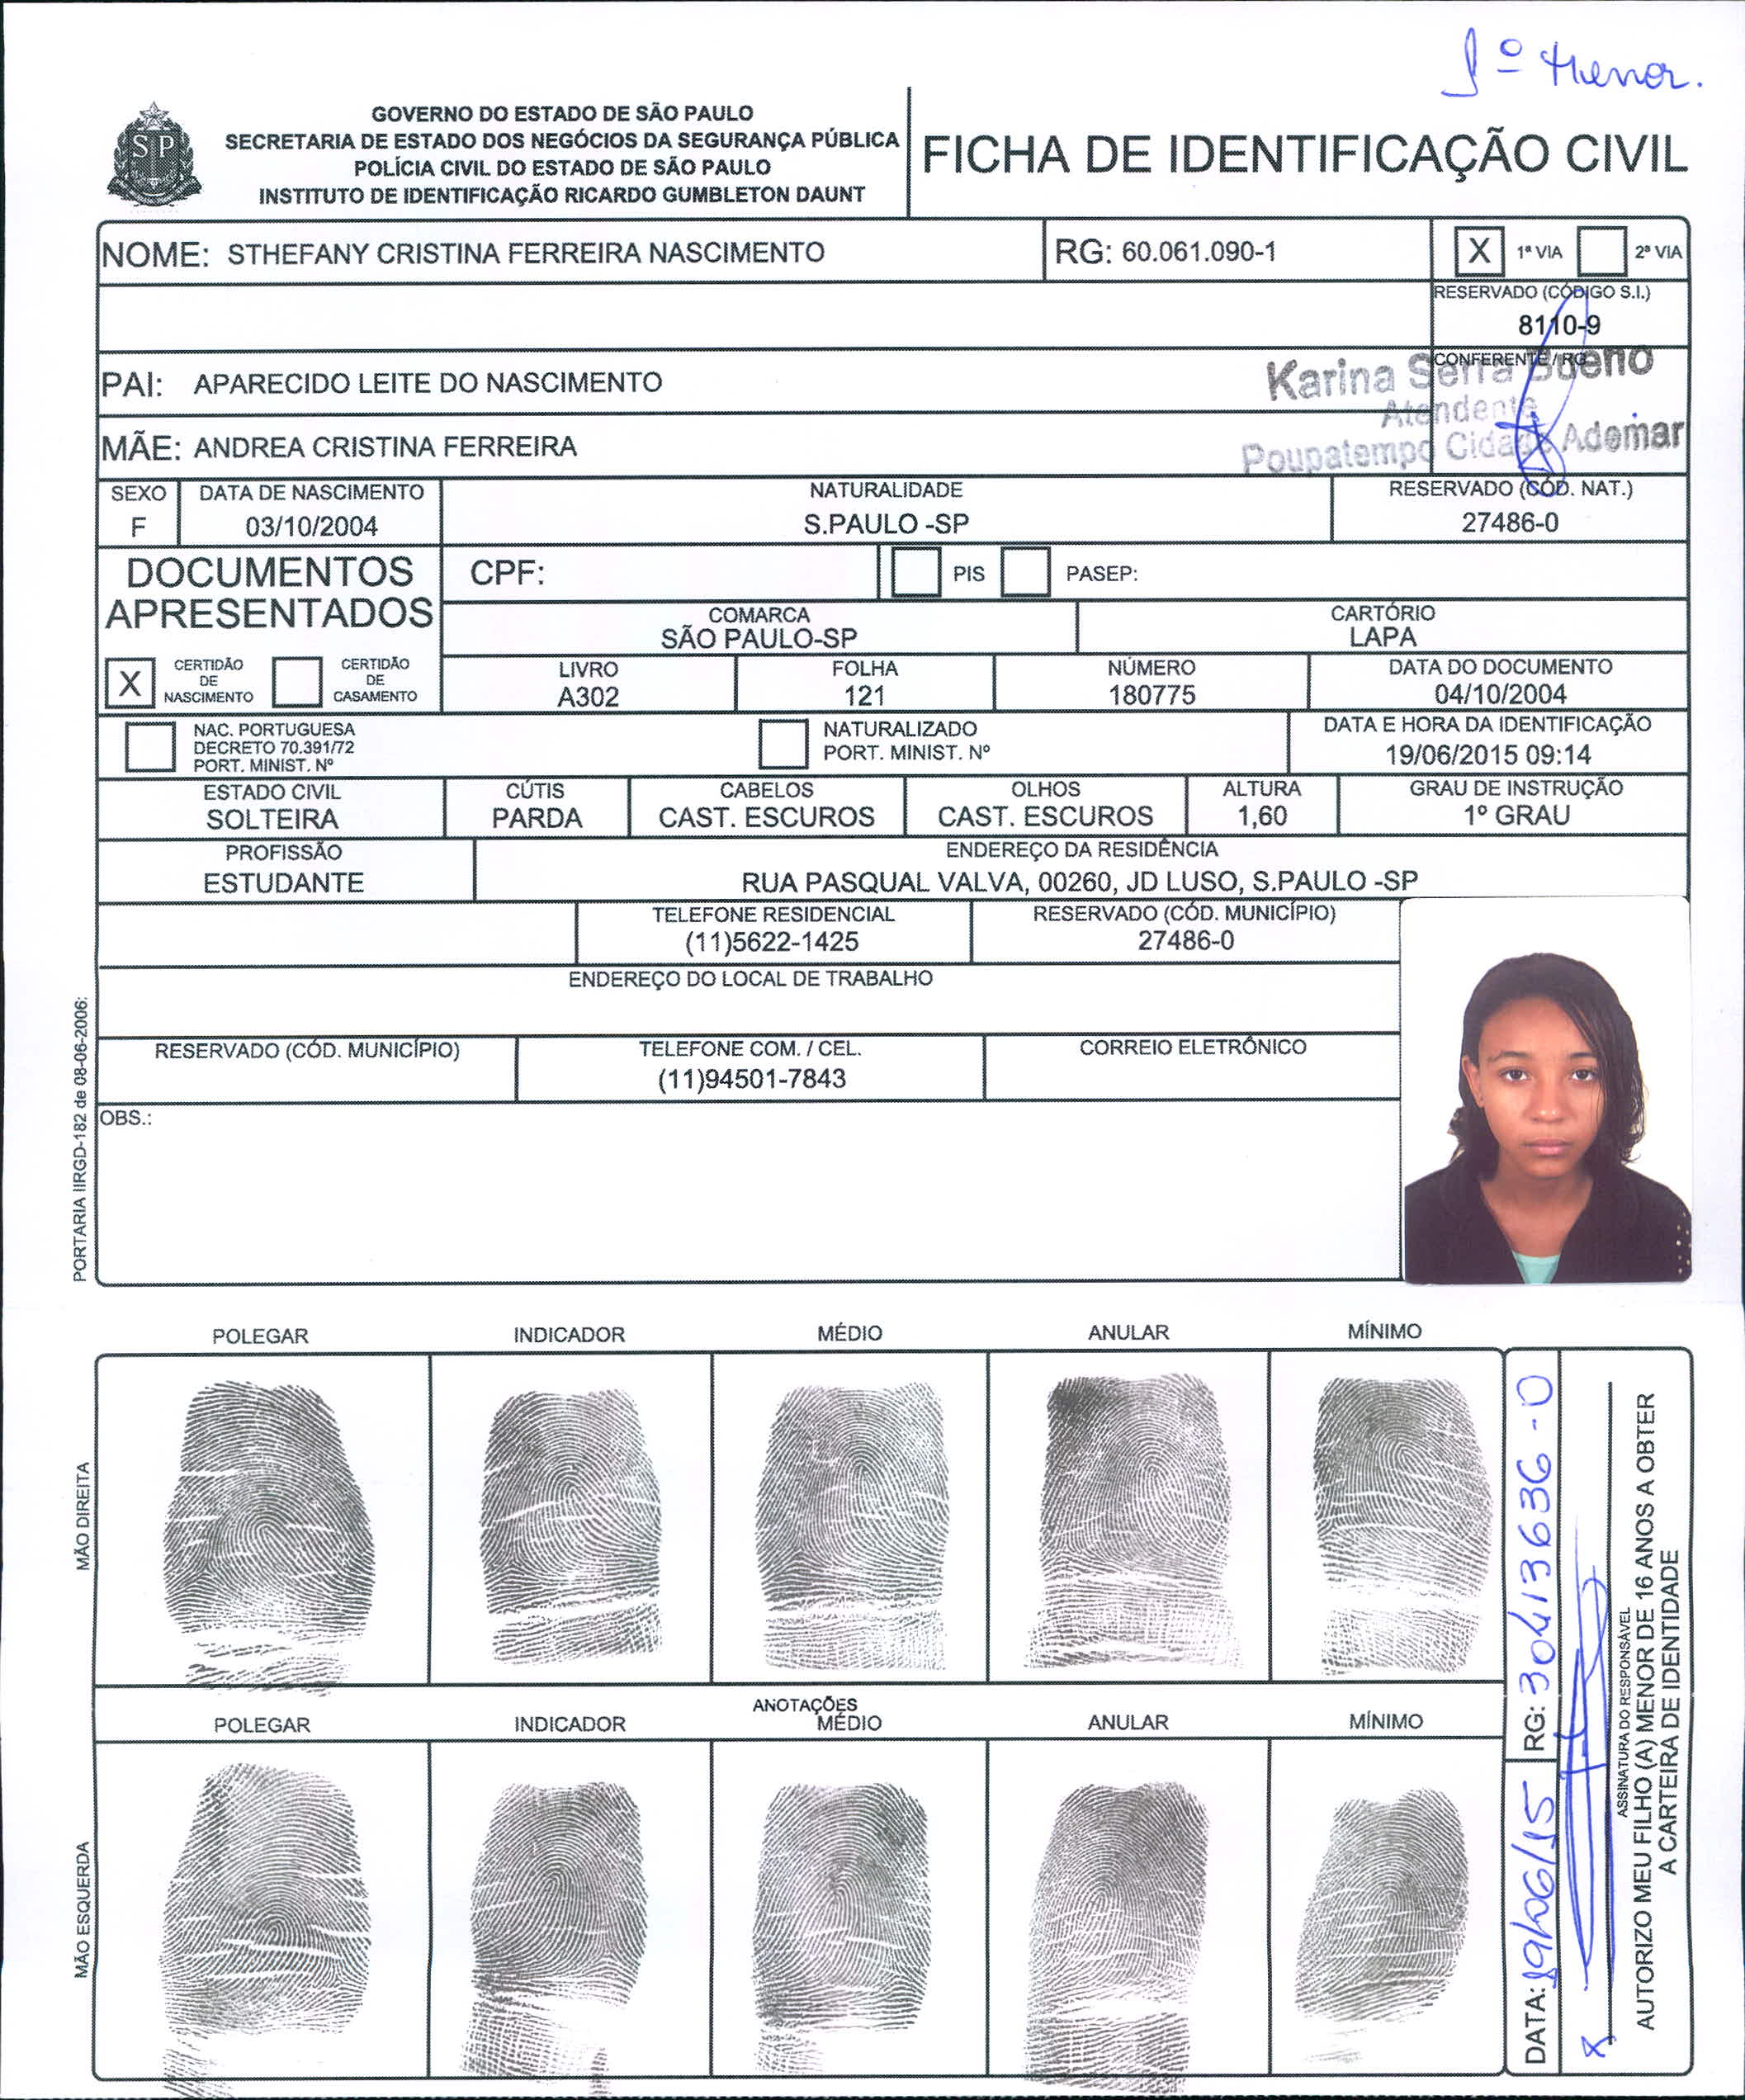 1º Menor.
GOVERNO DO ESTADO DE SÃO PAULO
SECRETARIA DE ESTADO DOS NEGÓCIOS DA SEGURANÇA PÚBLICA
POLÍCIA CIVIL DO ESTADO DE SÃO PAULO
INSTITUTO DE IDENTIFICAÇÃO RICARDO GUMBLETON DAUNT
SP
FICHA DE IDENTIFICAÇÃO CIVIL
NOME: STHEFANY CRISTINA FERREIRA NASCIMENTO RG: 60.061.090-1 X 1ª VIA 2ª VIA
RESERVADO (CÓDIGO S.I.)
8110-9
PAI: APARECIDO LEITE DO NASCIMENTO CONFERENTE / RG
Karina Serra Bueno
Atendente
Poupatempo Cidade Ademar
MÃE: ANDREA CRISTINA FERREIRA
SEXO DATA DE NASCIMENTO NATURALIDADE RESERVADO (CÓD. NAT.)
F 03/10/2004 S.PAULO -SP 27486-0
DOCUMENTOS APRESENTADOS
CPF: PIS PASEP:
COMARCA CARTÓRIO
SÃO PAULO-SP LAPA
X CERTIDÃO DE NASCIMENTO CERTIDÃO DE CASAMENTO
LIVRO FOLHA NÚMERO DATA DO DOCUMENTO
A302 121 180775 04/10/2004
NAC. PORTUGUESA
DECRETO 70.391/72
PORT. MINIST. Nº
NATURALIZADO
PORT. MINIST. Nº
DATA E HORA DA IDENTIFICAÇÃO
19/06/2015 09:14
ESTADO CIVIL CÚTIS CABELOS OLHOS ALTURA GRAU DE INSTRUÇÃO
SOLTEIRA PARDA CAST. ESCUROS CAST. ESCUROS 1,60 1º GRAU
PROFISSÃO ENDEREÇO DA RESIDÊNCIA
ESTUDANTE RUA PASQUAL VALVA, 00260, JD LUSO, S.PAULO -SP
TELEFONE RESIDENCIAL RESERVADO (CÓD. MUNICÍPIO)
(11)5622-1425 27486-0
ENDEREÇO DO LOCAL DE TRABALHO
RESERVADO (CÓD. MUNICÍPIO) TELEFONE COM. / CEL. CORREIO ELETRÔNICO
(11)94501-7843
OBS.:
PORTARIA IIRGD-182 de 08-06-2006:
POLEGAR INDICADOR MÉDIO ANULAR MÍNIMO
MÃO DIREITA
ANOTAÇÕES
POLEGAR INDICADOR MÉDIO ANULAR MÍNIMO
MÃO ESQUERDA
DATA: 19/06/15 RG: 30413636-0
ASSINATURA DO RESPONSÁVEL
AUTORIZO MEU FILHO (A) MENOR DE 16 ANOS A OBTER
A CARTEIRA DE IDENTIDADE